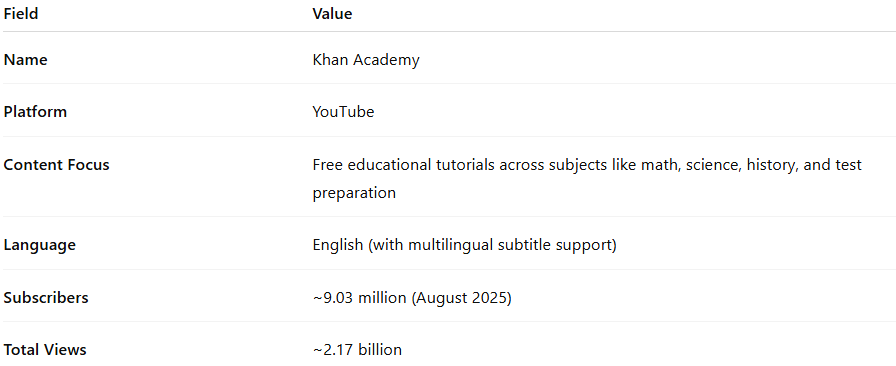 Field Value
Name Khan Academy
Platform YouTube
Content Focus Free educational tutorials across subjects like math, science, history, and test
preparation
Language English (with multilingual subtitle support)
Subscribers ~9.03 million (August 2025)
Total Views ~2.17 billion